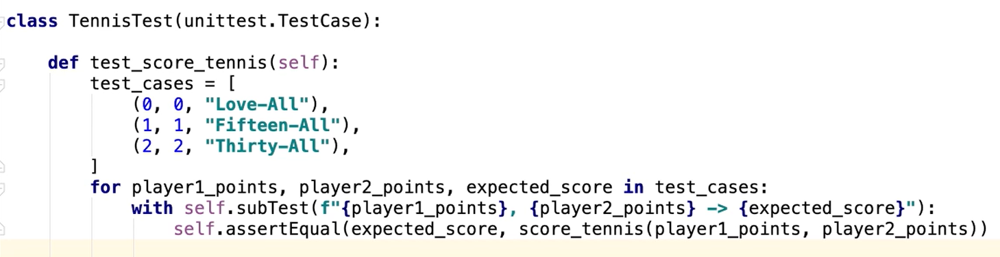 class TennisTest(unittest.TestCase):
    def test_score_tennis(self):
        test_cases = [
            (0, 0, "Love-All"),
            (1, 1, "Fifteen-All"),
            (2, 2, "Thirty-All"),
        ]
        for player1_points, player2_points, expected_score in test_cases:
            with self.subTest(f"{player1_points}, {player2_points} -> {expected_score}"):
                self.assertEqual(expected_score, score_tennis(player1_points, player2_points))